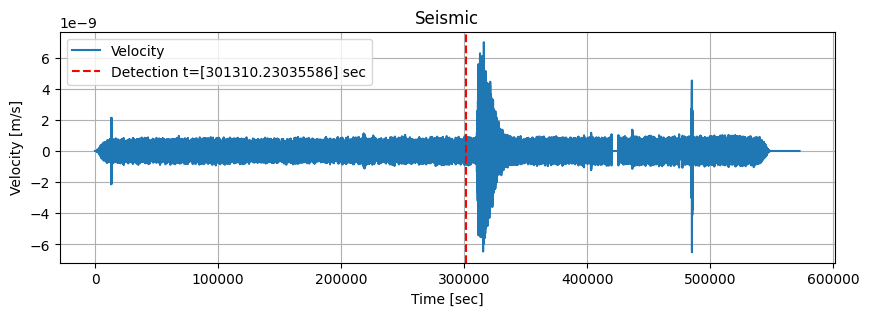 Seismic
1e−9
Velocity
Detection t=[301310.23035586] sec
Velocity [m/s]
6
4
2
0
−2
−4
−6
0 100000 200000 300000 400000 500000 600000
Time [sec]